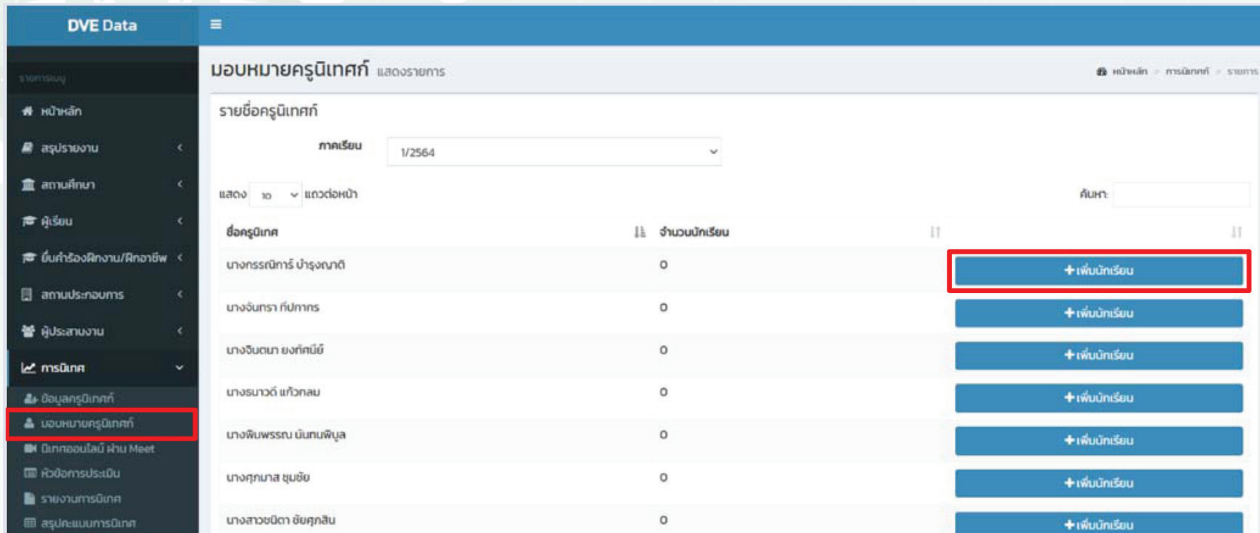 DVE Data
รายการเมนู
หน้าหลัก
สรุปรายงาน
สถานศึกษา
ผู้เรียน
ยื่นคำร้องฝึกงาน/ฝึกอาชีพ
สถานประกอบการ
ผู้ประสานงาน
การนิเทศ
ข้อมูลครูนิเทศก์
มอบหมายครูนิเทศก์
นิเทศออนไลน์ ผ่าน Meet
หัวข้อการประเมิน
รายงานการนิเทศ
สรุปคะแนนการนิเทศ
มอบหมายครูนิเทศก์ แสดงรายการ
หน้าหลัก > การนิเทศก์ > รายการ
รายชื่อครูนิเทศก์
ภาคเรียน 1/2564
แสดง 10 แถวต่อหน้า ค้นหา:
ชื่อครูนิเทศ จำนวนนักเรียน
นางกรรณิการ์ บำรุงญาติ 0 +เพิ่มนักเรียน
นางจันทรา ทีปกากร 0 +เพิ่มนักเรียน
นางจินตนา ยงทัศนีย์ 0 +เพิ่มนักเรียน
นางธนาวดี แก้วกลม 0 +เพิ่มนักเรียน
นางพิมพรรณ นันทนพิบูล 0 +เพิ่มนักเรียน
นางศุภมาส ชุมชัย 0 +เพิ่มนักเรียน
นางสาวชนิตา ชัยศุภสิน 0 +เพิ่มนักเรียน